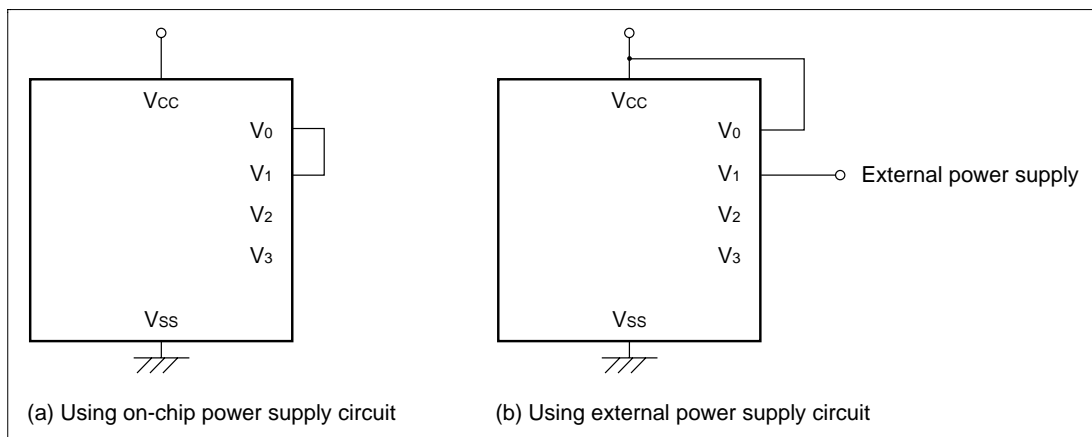 VCC
V0
V1
V2
V3
VSS
(a) Using on-chip power supply circuit
VCC
V0
V1
External power supply
V2
V3
VSS
(b) Using external power supply circuit